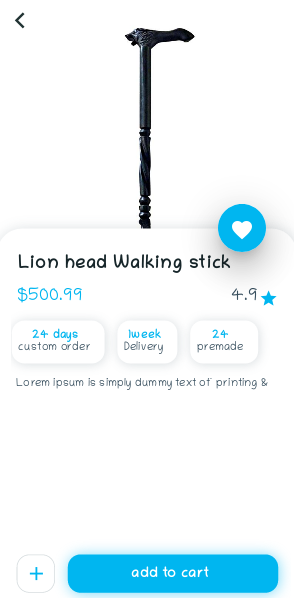 Lion head Walking stick
$500.99 4.9
24 days 1week 24
custom order Delivery premade
Lorem ipsum is simply dummy text of printing &
add to cart